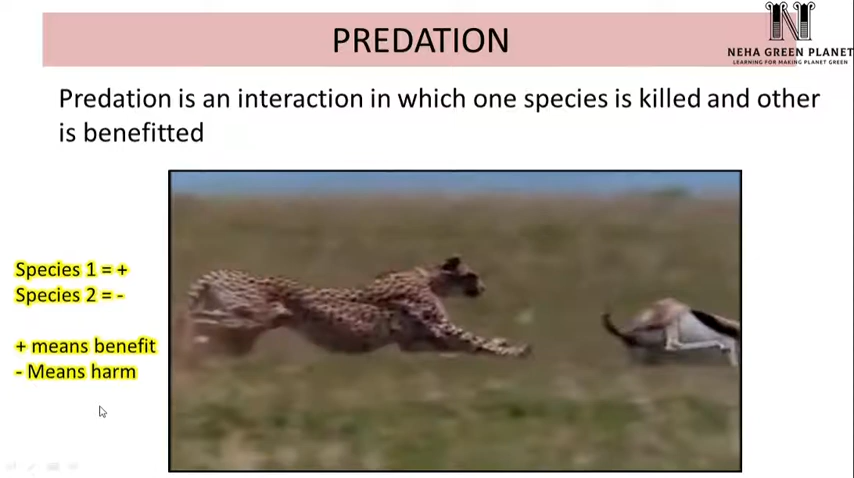 PREDATION
NEHA GREEN PLANET
LEARNING FOR MAKING PLANET GREEN
Predation is an interaction in which one species is killed and other
is benefitted
Species 1 = +
Species 2 = -
+ means benefit
- Means harm